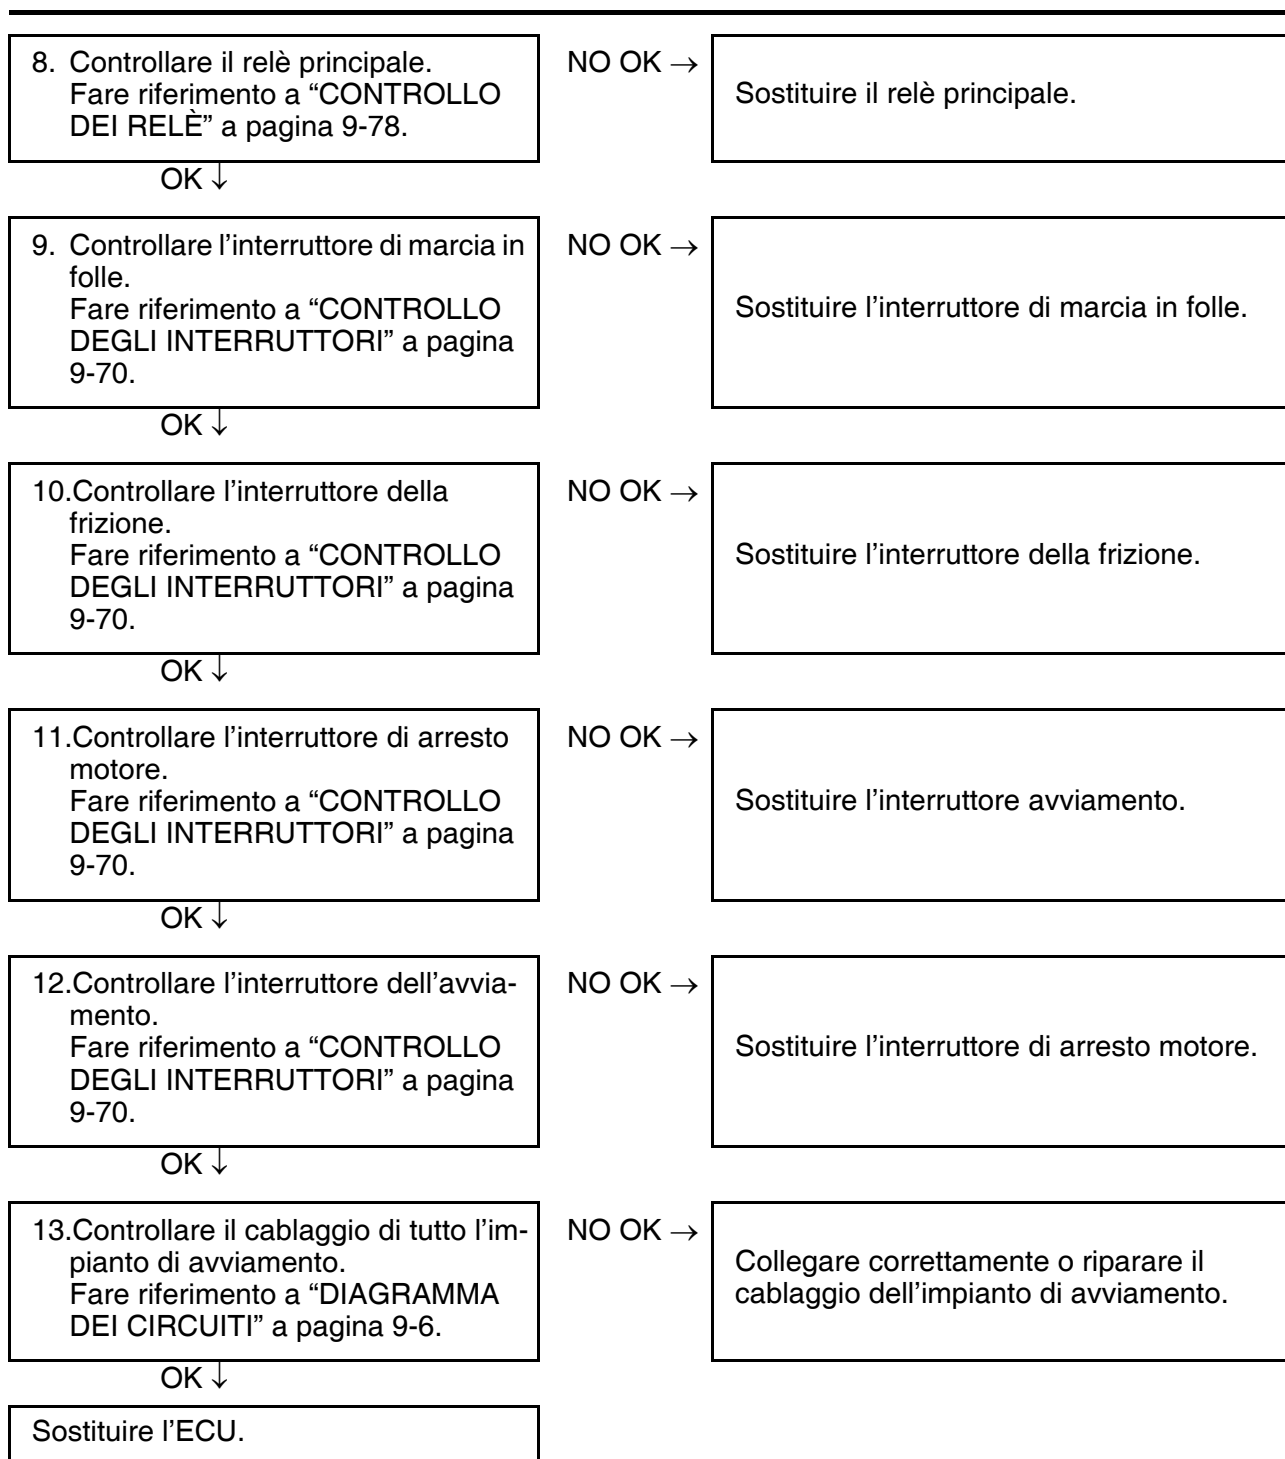 8. Controllare il relè principale.
Fare riferimento a “CONTROLLO
DEI RELÈ” a pagina 9-78.
NO OK →
Sostituire il relè principale.
OK ↓
9. Controllare l’interruttore di marcia in
folle.
Fare riferimento a “CONTROLLO
DEGLI INTERRUTTORI” a pagina
9-70.
NO OK →
Sostituire l’interruttore di marcia in folle.
OK ↓
10.Controllare l’interruttore della
frizione.
Fare riferimento a “CONTROLLO
DEGLI INTERRUTTORI” a pagina
9-70.
NO OK →
Sostituire l’interruttore della frizione.
OK ↓
11.Controllare l’interruttore di arresto
motore.
Fare riferimento a “CONTROLLO
DEGLI INTERRUTTORI” a pagina
9-70.
NO OK →
Sostituire l’interruttore avviamento.
OK ↓
12.Controllare l’interruttore dell’avvia-
mento.
Fare riferimento a “CONTROLLO
DEGLI INTERRUTTORI” a pagina
9-70.
NO OK →
Sostituire l’interruttore di arresto motore.
OK ↓
13.Controllare il cablaggio di tutto l’im-
pianto di avviamento.
Fare riferimento a “DIAGRAMMA
DEI CIRCUITI” a pagina 9-6.
NO OK →
Collegare correttamente o riparare il
cablaggio dell’impianto di avviamento.
OK ↓
Sostituire l’ECU.